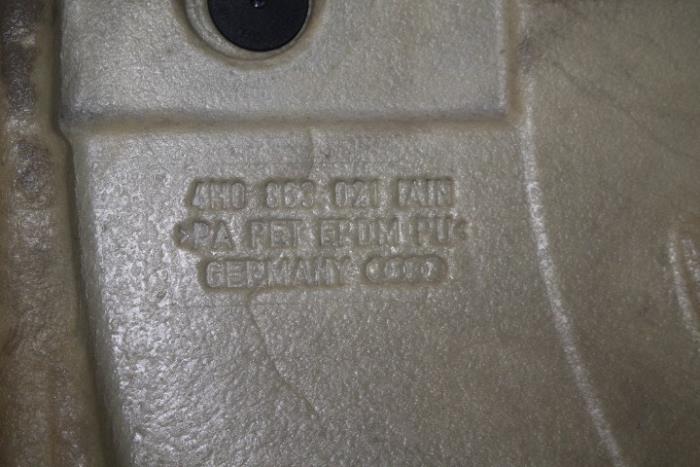 4H0 863 021 FAIN
>PA PET EPDM PU<
GERMANY